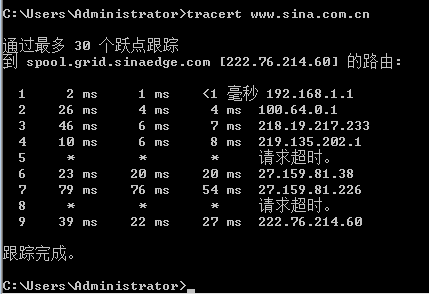 C:\Users\Administrator>tracert www.sina.com.cn
通过最多 30 个跃点跟踪
到 spool.grid.sinaedge.com [222.76.214.60] 的路由:
1 2 ms 1 ms <1 毫秒 192.168.1.1
2 26 ms 4 ms 4 ms 100.64.0.1
3 46 ms 6 ms 7 ms 218.19.217.233
4 10 ms 6 ms 8 ms 219.135.202.1
5 * * * 请求超时。
6 23 ms 20 ms 20 ms 27.159.81.38
7 79 ms 76 ms 54 ms 27.159.81.226
8 * * * 请求超时。
9 39 ms 22 ms 27 ms 222.76.214.60
跟踪完成。
C:\Users\Administrator>